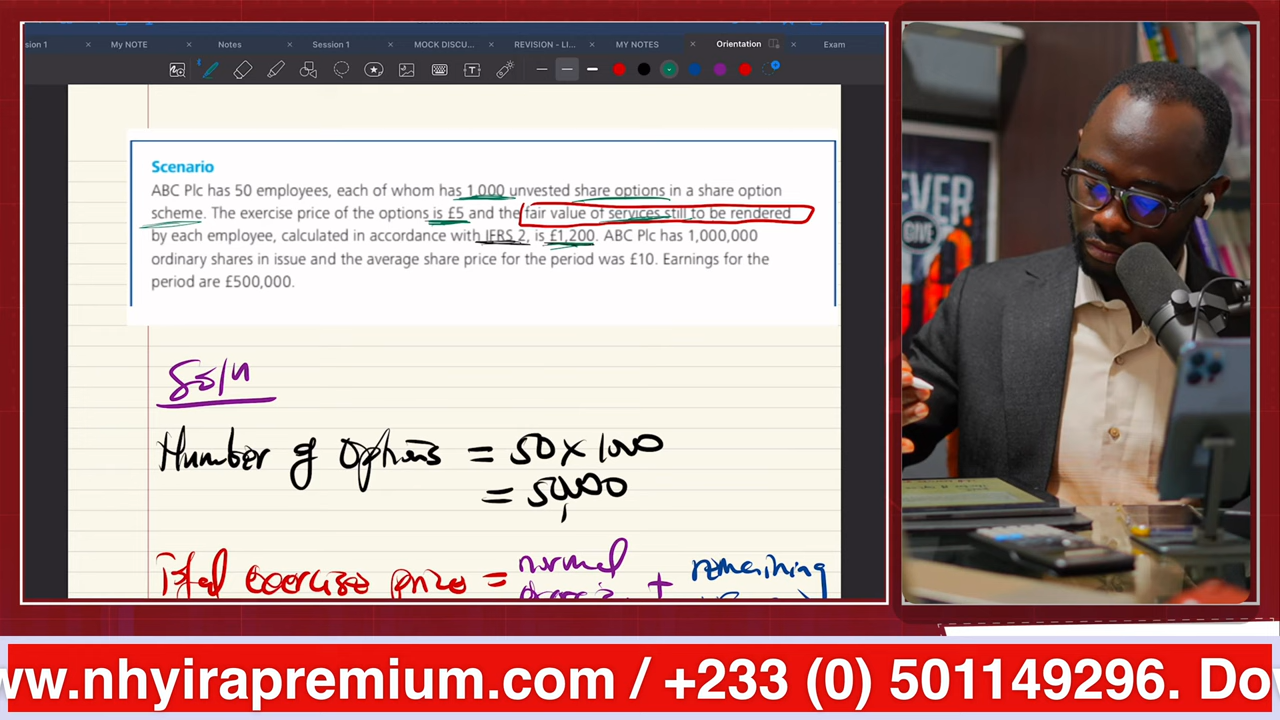 sion 1 My NOTE Notes Session 1 MOCK DISCU... REVISION - LI... MY NOTES Orientation Exam
Scenario
ABC Plc has 50 employees, each of whom has 1,000 unvested share options in a share option
scheme. The exercise price of the options is £5 and the fair value of services still to be rendered
by each employee, calculated in accordance with IFRS 2, is £1,200. ABC Plc has 1,000,000
ordinary shares in issue and the average share price for the period was £10. Earnings for the
period are £500,000.
Soln
Number of Options = 50 x 1000
= 50,000
Total exercise price = normal + remaining
EVER
GIVE
ww.nhyirapremium.com / +233 (0) 501149296. Do